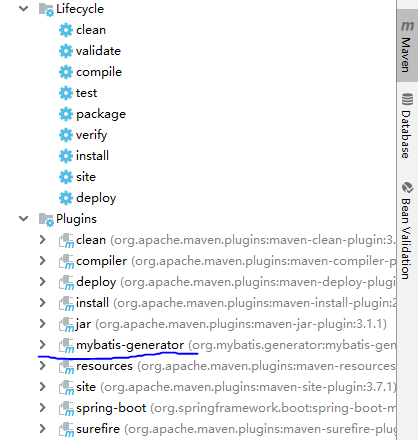 Lifecycle
clean
validate
compile
test
package
verify
install
site
deploy
Plugins
clean (org.apache.maven.plugins:maven-clean-plugin:3.
compiler (org.apache.maven.plugins:maven-compiler-p
deploy (org.apache.maven.plugins:maven-deploy-plugi
install (org.apache.maven.plugins:maven-install-plugin:2
jar (org.apache.maven.plugins:maven-jar-plugin:3.1.1)
mybatis-generator (org.mybatis.generator:mybatis-gen
resources (org.apache.maven.plugins:maven-resources
site (org.apache.maven.plugins:maven-site-plugin:3.7.1)
spring-boot (org.springframework.boot:spring-boot-m
surefire (org.apache.maven.plugins:maven-surefire-plu
m Maven
Database
Bean Validation